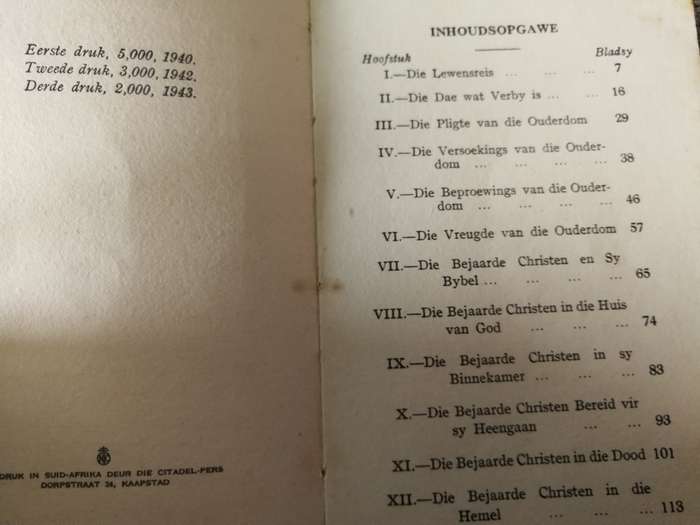 Eerste druk, 5,000, 1940.
Tweede druk, 3,000, 1942.
Derde druk, 2,000, 1943.
DRUK IN SUID-AFRIKA DEUR DIE CITADEL-PERS
DORPSTRAAT 24, KAAPSTAD
INHOUDSOPGAWE
Hoofstuk Bladsy
I.—Die Lewensreis ... ... ... 7
II.—Die Dae wat Verby is ... ... 16
III.—Die Pligte van die Ouderdom 29
IV.—Die Versoekings van die Ouder-
dom ... ... ... ... 38
V.—Die Beproewings van die Ouder-
dom ... ... ... ... 46
VI.—Die Vreugde van die Ouderdom 57
VII.—Die Bejaarde Christen en Sy
Bybel ... ... ... ... 65
VIII.—Die Bejaarde Christen in die Huis
van God ... ... ... 74
IX.—Die Bejaarde Christen in sy
Binnekamer ... ... ... 83
X.—Die Bejaarde Christen Bereid vir
sy Heengaan ... ... 93
XI.—Die Bejaarde Christen in die Dood 101
XII.—Die Bejaarde Christen in die
Hemel ... ... ... ... 113